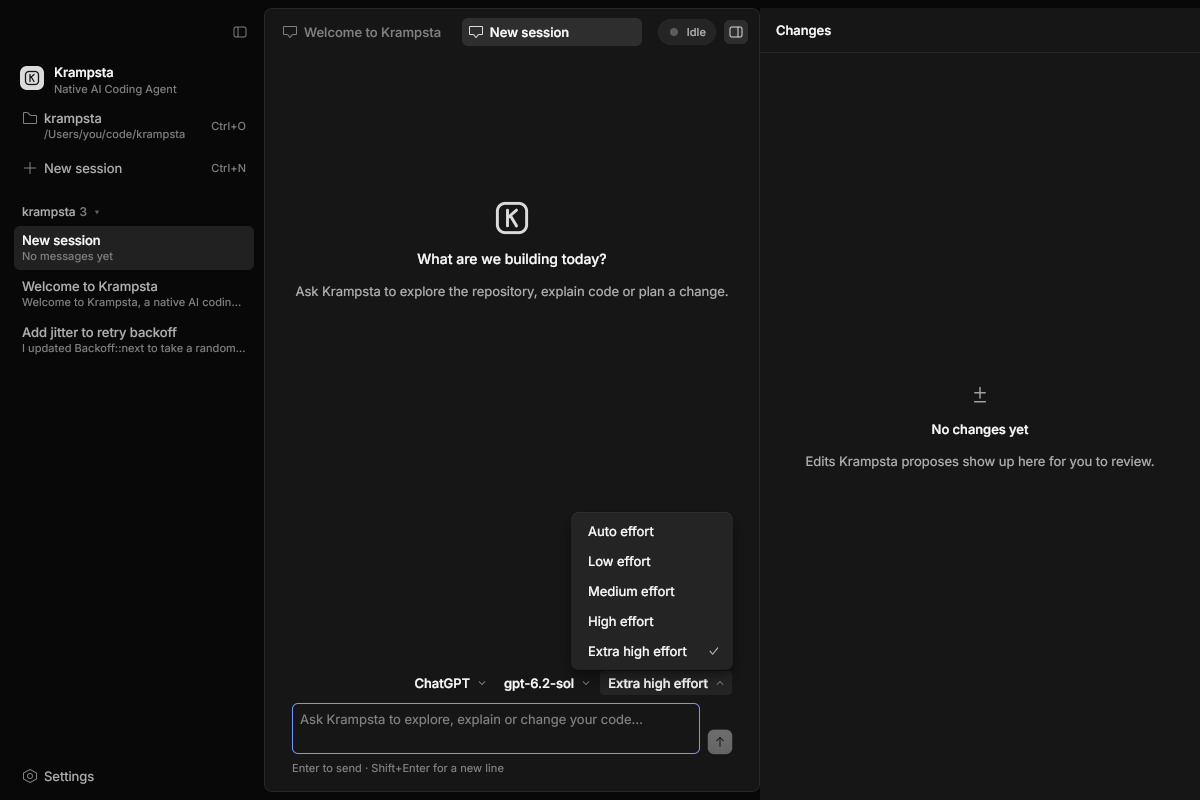 Krampsta
Native AI Coding Agent
krampsta
/Users/you/code/krampsta
Ctrl+O
New session
Ctrl+N
krampsta 3
New session
No messages yet
Welcome to Krampsta
Welcome to Krampsta, a native AI codin...
Add jitter to retry backoff
I updated Backoff::next to take a random...
Settings
Welcome to Krampsta
New session
Idle
K
What are we building today?
Ask Krampsta to explore the repository, explain code or plan a change.
Auto effort
Low effort
Medium effort
High effort
Extra high effort
ChatGPT
gpt-6.2-sol
Extra high effort
Ask Krampsta to explore, explain or change your code...
Enter to send · Shift+Enter for a new line
Changes
No changes yet
Edits Krampsta proposes show up here for you to review.